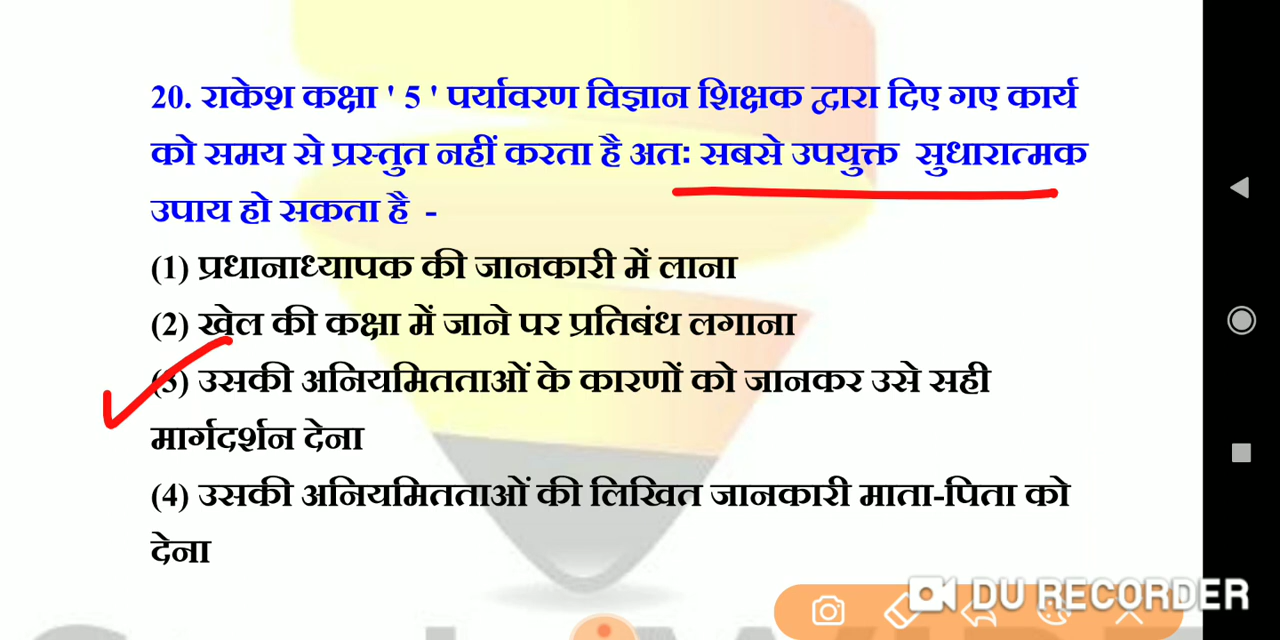 20. राकेश कक्षा ' 5 ' पर्यावरण विज्ञान शिक्षक द्वारा दिए गए कार्य
को समय से प्रस्तुत नहीं करता है अतः सबसे उपयुक्त सुधारात्मक
उपाय हो सकता है -
(1) प्रधानाध्यापक की जानकारी में लाना
(2) खेल की कक्षा में जाने पर प्रतिबंध लगाना
(3) उसकी अनियमितताओं के कारणों को जानकर उसे सही
मार्गदर्शन देना
(4) उसकी अनियमितताओं की लिखित जानकारी माता-पिता को
देना
DU RECORDER